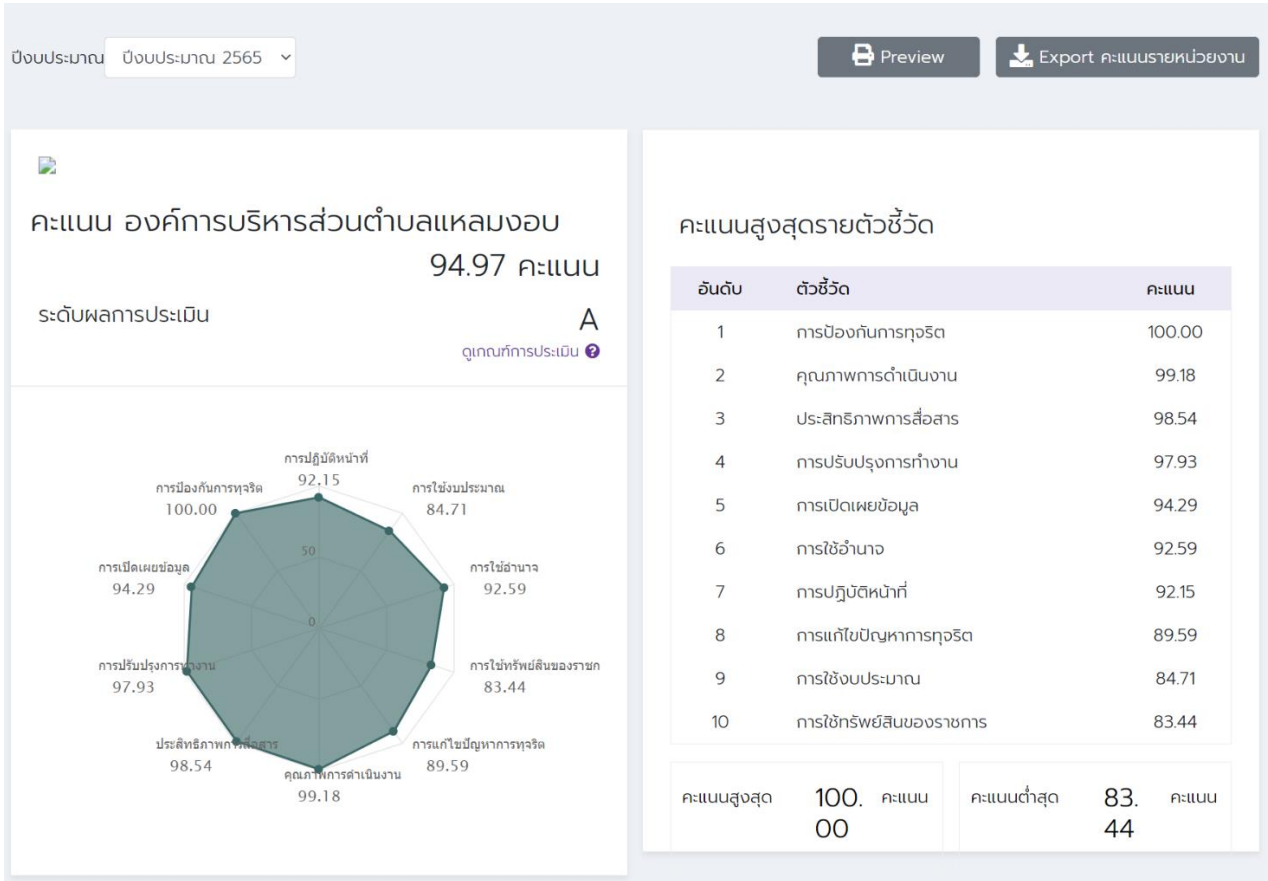 ปีงบประมาณ ปีงบประมาณ 2565
Preview
Export คะแนนรายหน่วยงาน
คะแนน องค์การบริหารส่วนตำบลแหลมงอบ
94.97 คะแนน
ระดับผลการประเมิน A
ดูเกณฑ์การประเมิน ?
การปฏิบัติหน้าที่
92.15
การใช้งบประมาณ
84.71
การใช้อำนาจ
92.59
การใช้ทรัพย์สินของราชก
83.44
การแก้ไขปัญหาการทุจริต
89.59
คุณภาพการดำเนินงาน
99.18
ประสิทธิภาพการสื่อสาร
98.54
การปรับปรุงการทำงาน
97.93
การเปิดเผยข้อมูล
94.29
การป้องกันการทุจริต
100.00
50
0
คะแนนสูงสุดรายตัวชี้วัด
อันดับ ตัวชี้วัด คะแนน
1 การป้องกันการทุจริต 100.00
2 คุณภาพการดำเนินงาน 99.18
3 ประสิทธิภาพการสื่อสาร 98.54
4 การปรับปรุงการทำงาน 97.93
5 การเปิดเผยข้อมูล 94.29
6 การใช้อำนาจ 92.59
7 การปฏิบัติหน้าที่ 92.15
8 การแก้ไขปัญหาการทุจริต 89.59
9 การใช้งบประมาณ 84.71
10 การใช้ทรัพย์สินของราชการ 83.44
คะแนนสูงสุด 100. คะแนน
00
คะแนนต่ำสุด 83. คะแนน
44